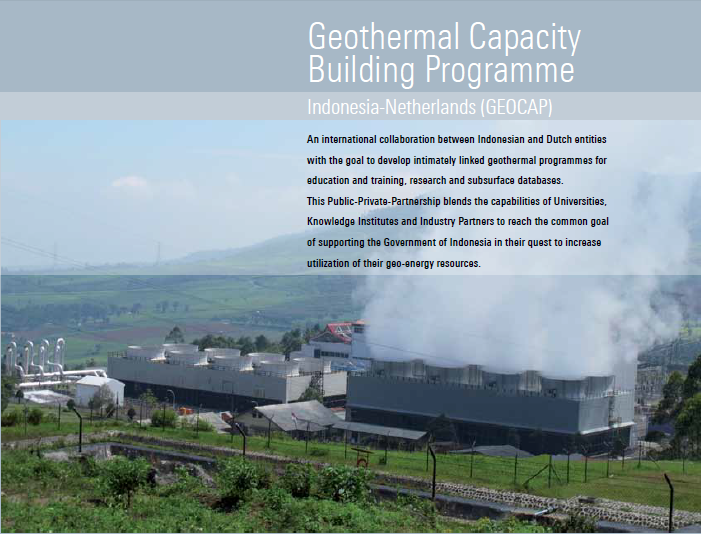 Geothermal Capacity
Building Programme
Indonesia-Netherlands (GEOCAP)
An international collaboration between Indonesian and Dutch entities
with the goal to develop intimately linked geothermal programmes for
education and training, research and subsurface databases.
This Public-Private-Partnership blends the capabilities of Universities,
Knowledge Institutes and Industry Partners to reach the common goal
of supporting the Government of Indonesia in their quest to increase
utilization of their geo-energy resources.